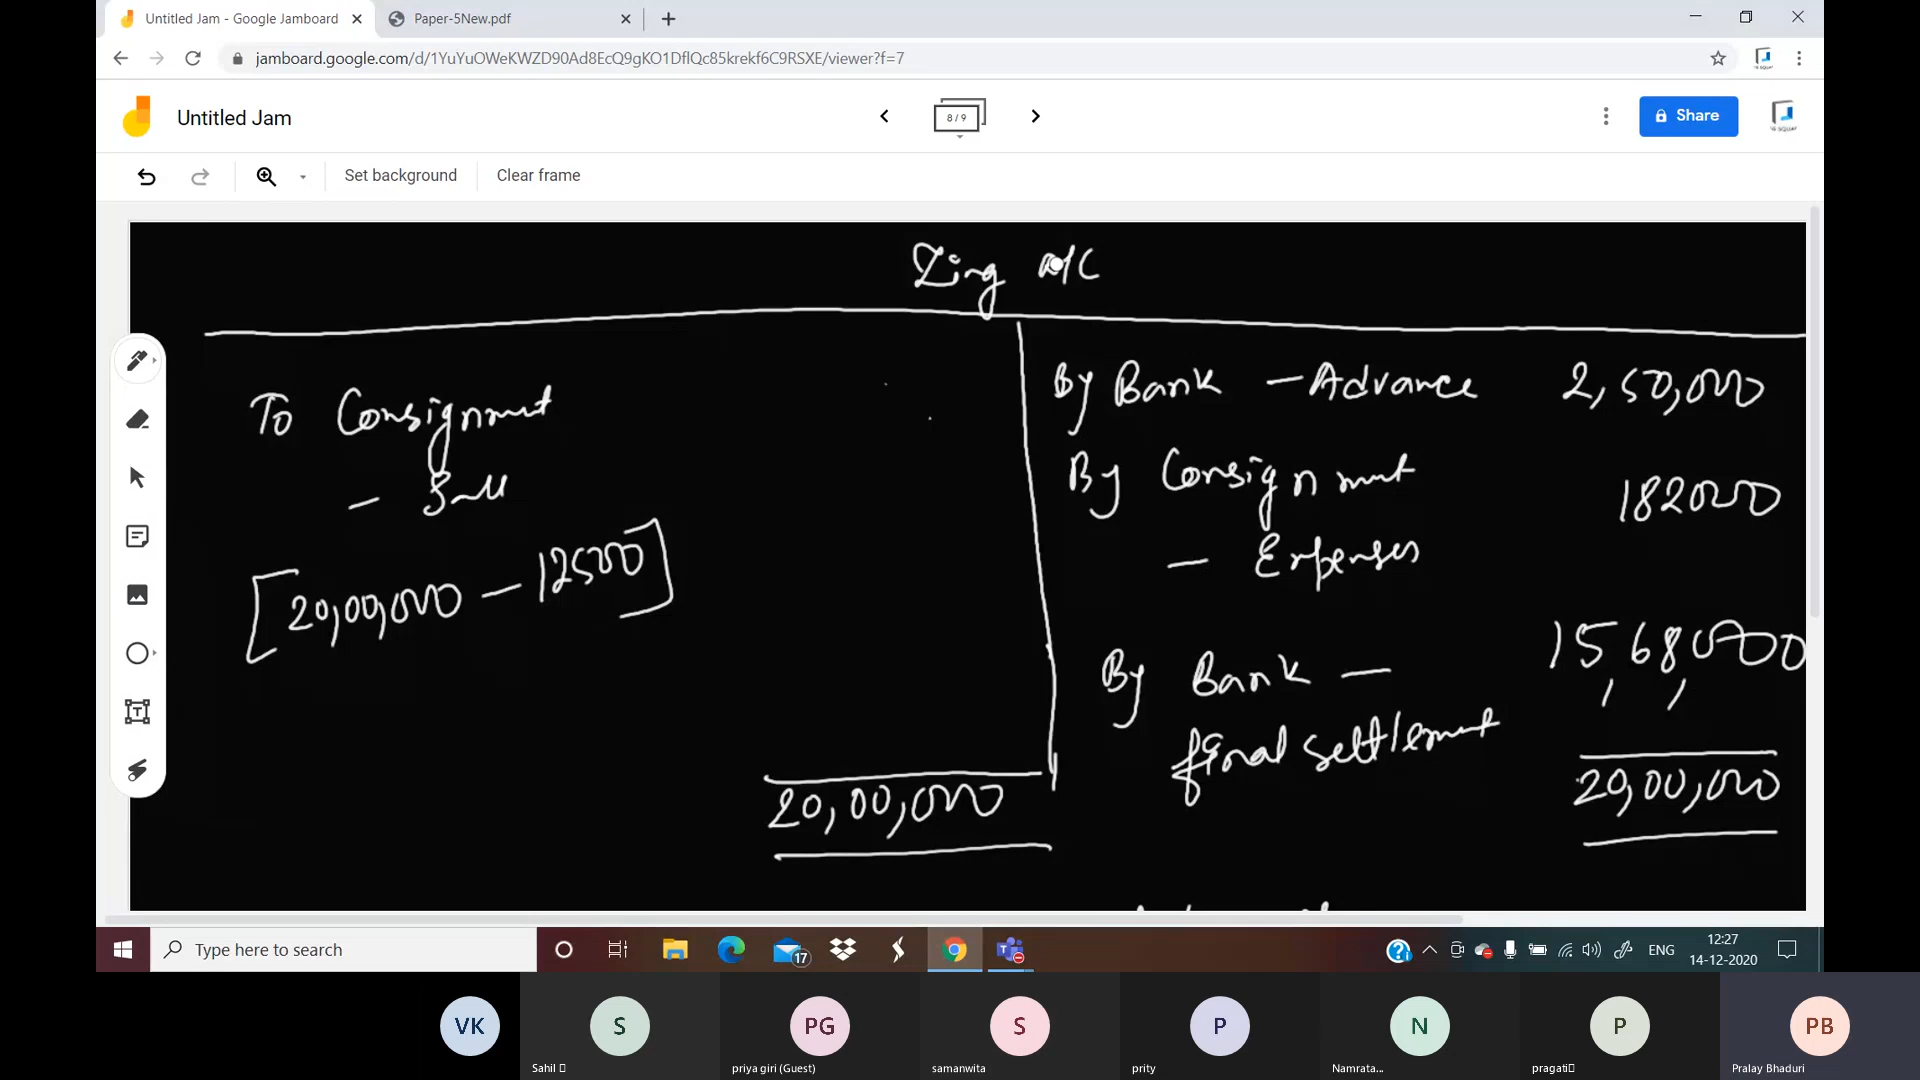 Untitled Jam - Google Jamboard
Paper-5New.pdf
jamboard.google.com/d/1YuYuOWeKWZD90Ad8EcQ9gKO1DflQc85krekf6C9RSXE/viewer?f=7
Untitled Jam
8 / 9
Share
Set background
Clear frame
Zing A/C
To Consignment
- Sale
[20,00,000 - 12500]
20,00,000
By Bank - Advance 2,50,000
By Consignment
- Expenses 182000
By Bank - 15,68,000
final settlement
20,00,000
Type here to search
17
ENG
12:27
14-12-2020
VK
S
PG
S
P
N
P
PB
Sahil
priya giri (Guest)
samanwita
prity
Namrata...
pragati
Pralay Bhaduri